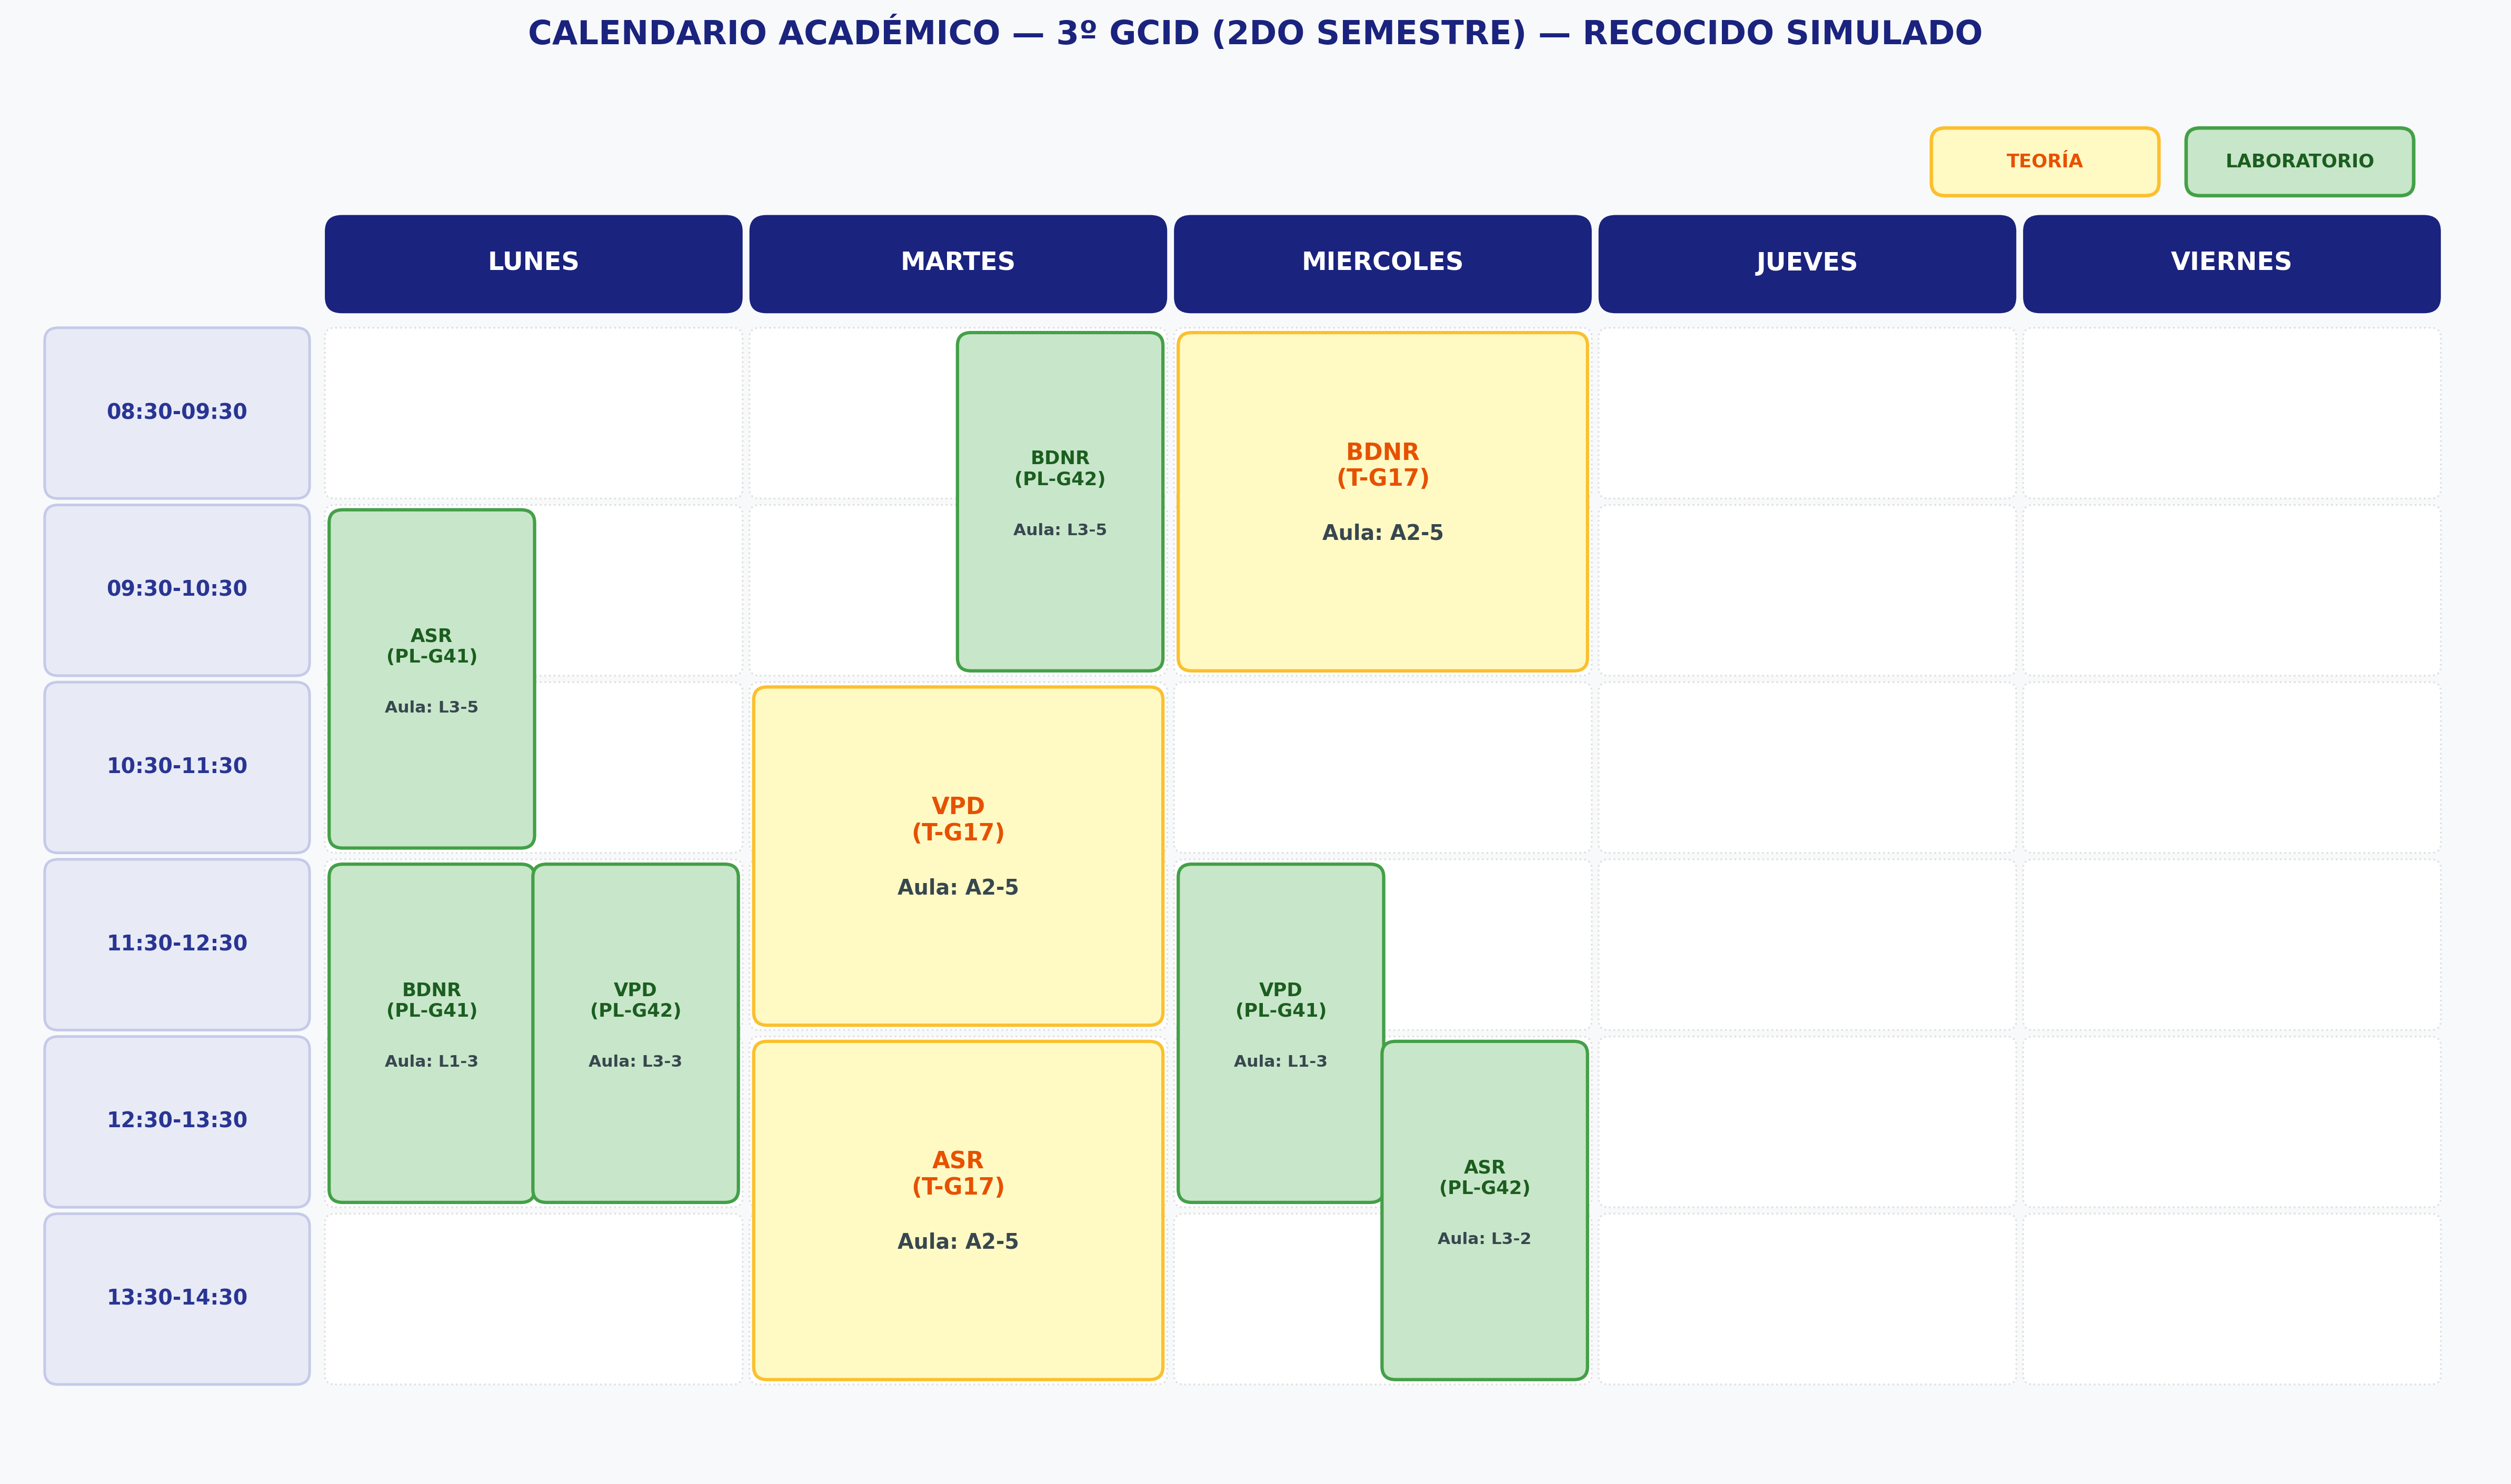 CALENDARIO ACADÉMICO — 3º GCID (2DO SEMESTRE) — RECOCIDO SIMULADO
TEORÍA
LABORATORIO
LUNES
MARTES
MIERCOLES
JUEVES
VIERNES
08:30-09:30
BDNR
(PL-G42)
Aula: L3-5
BDNR
(T-G17)
Aula: A2-5
09:30-10:30
ASR
(PL-G41)
Aula: L3-5
10:30-11:30
VPD
(T-G17)
Aula: A2-5
11:30-12:30
BDNR
(PL-G41)
Aula: L1-3
VPD
(PL-G42)
Aula: L3-3
VPD
(PL-G41)
Aula: L1-3
12:30-13:30
ASR
(T-G17)
Aula: A2-5
ASR
(PL-G42)
Aula: L3-2
13:30-14:30